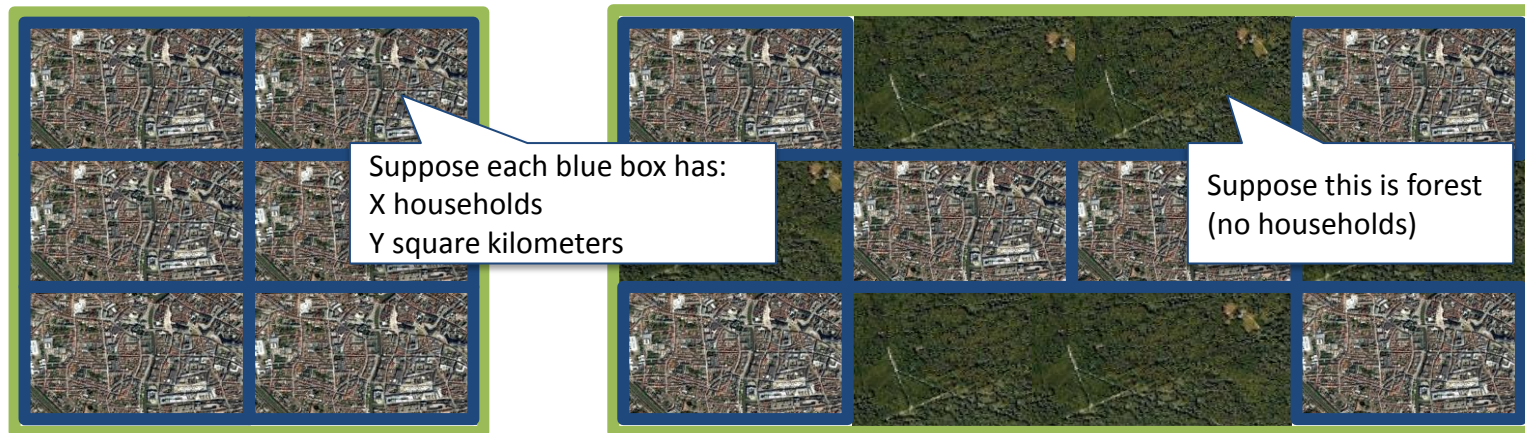 Suppose each blue box has:
X households
Y square kilometers
Suppose this is forest
(no households)